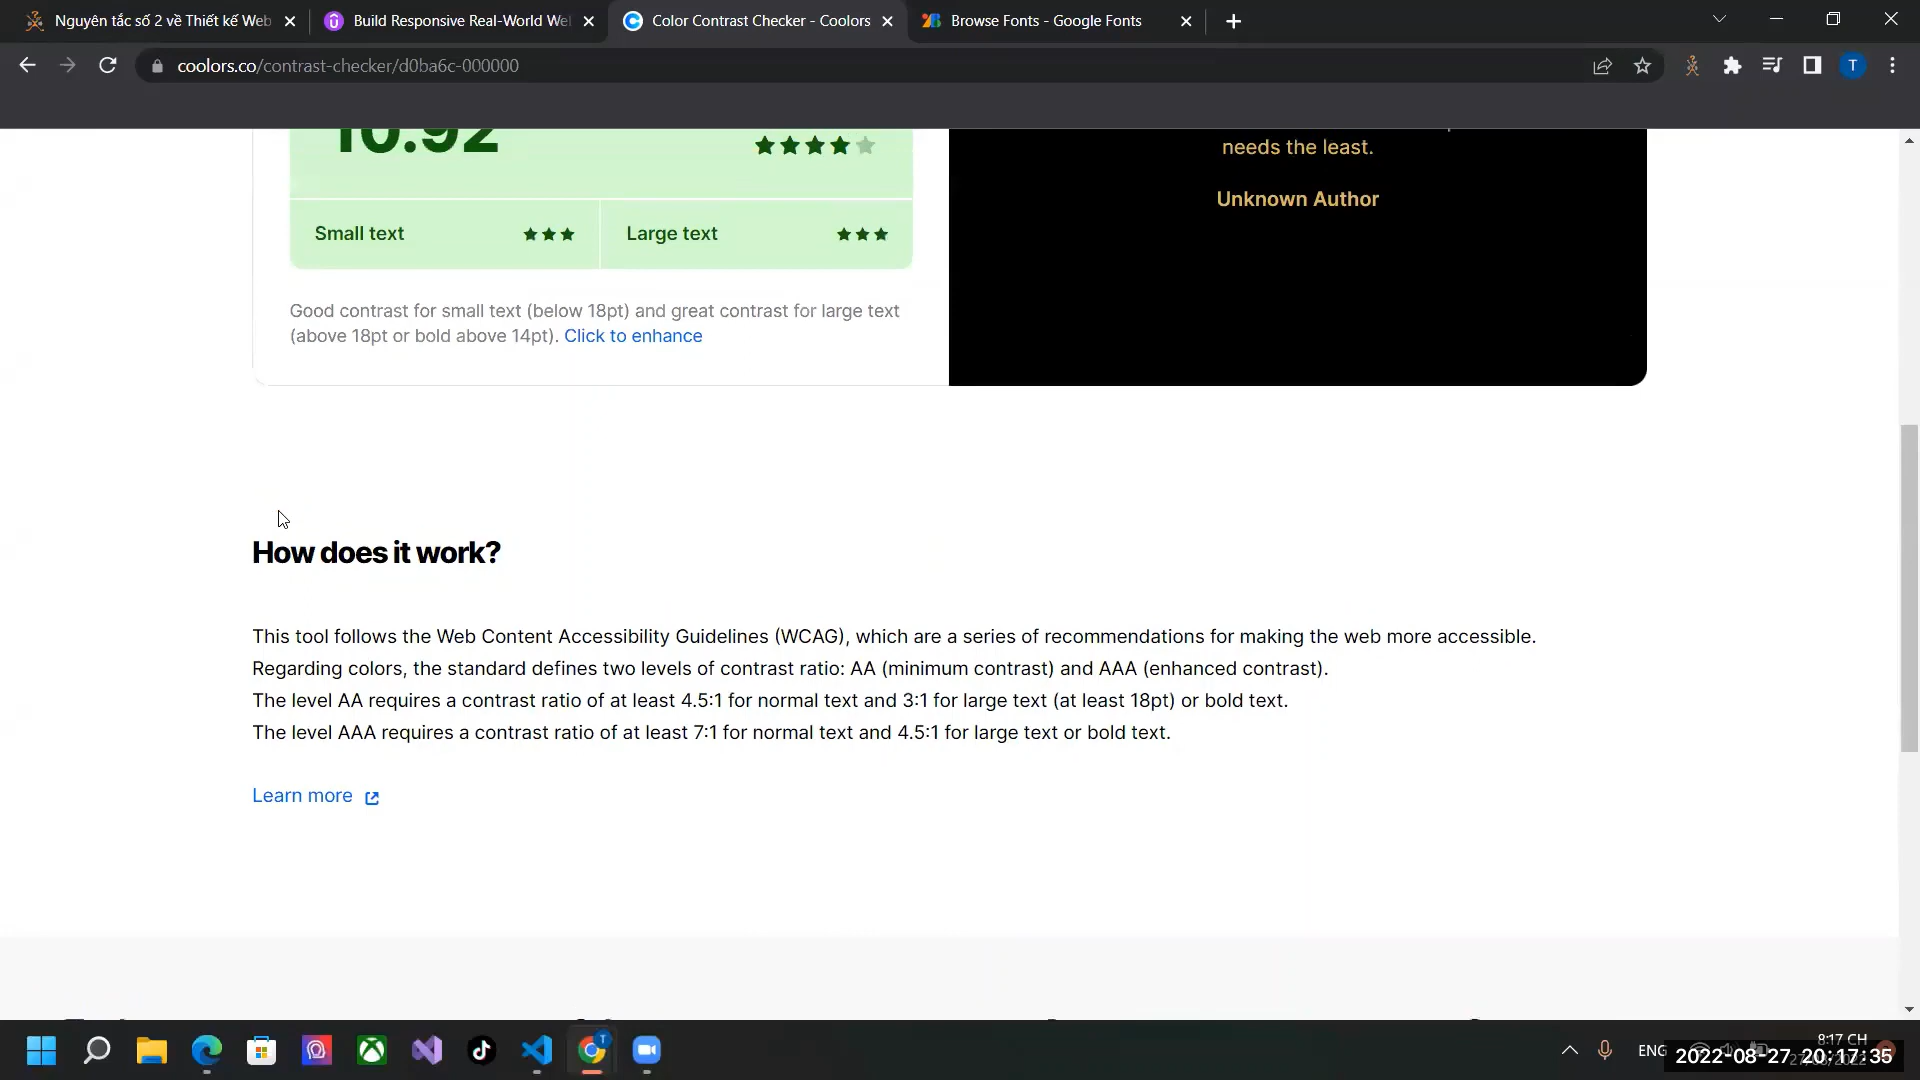 Nguyên tắc số 2 về Thiết kế Web
Build Responsive Real-World We
Color Contrast Checker - Coolors
Browse Fonts - Google Fonts
coolors.co/contrast-checker/d0ba6c-000000
T
10.92
needs the least.
Unknown Author
Small text
Large text
Good contrast for small text (below 18pt) and great contrast for large text
(above 18pt or bold above 14pt). Click to enhance
How does it work?
This tool follows the Web Content Accessibility Guidelines (WCAG), which are a series of recommendations for making the web more accessible.
Regarding colors, the standard defines two levels of contrast ratio: AA (minimum contrast) and AAA (enhanced contrast).
The level AA requires a contrast ratio of at least 4.5:1 for normal text and 3:1 for large text (at least 18pt) or bold text.
The level AAA requires a contrast ratio of at least 7:1 for normal text and 4.5:1 for large text or bold text.
Learn more
T
ENG
8:17 CH
2022-08-27 20:17:35